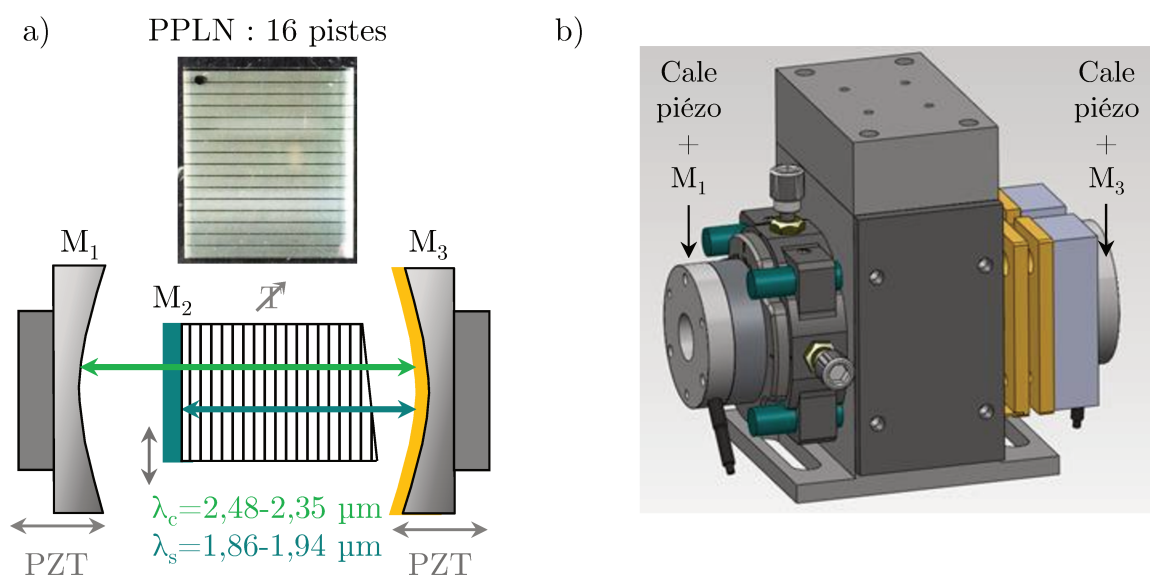 a)
PPLN : 16 pistes
M₁
M₃
M₂
T
λc=2,48-2,35 µm
λs=1,86-1,94 µm
PZT
PZT
b)
Cale
piézo
+
M₁
Cale
piézo
+
M₃